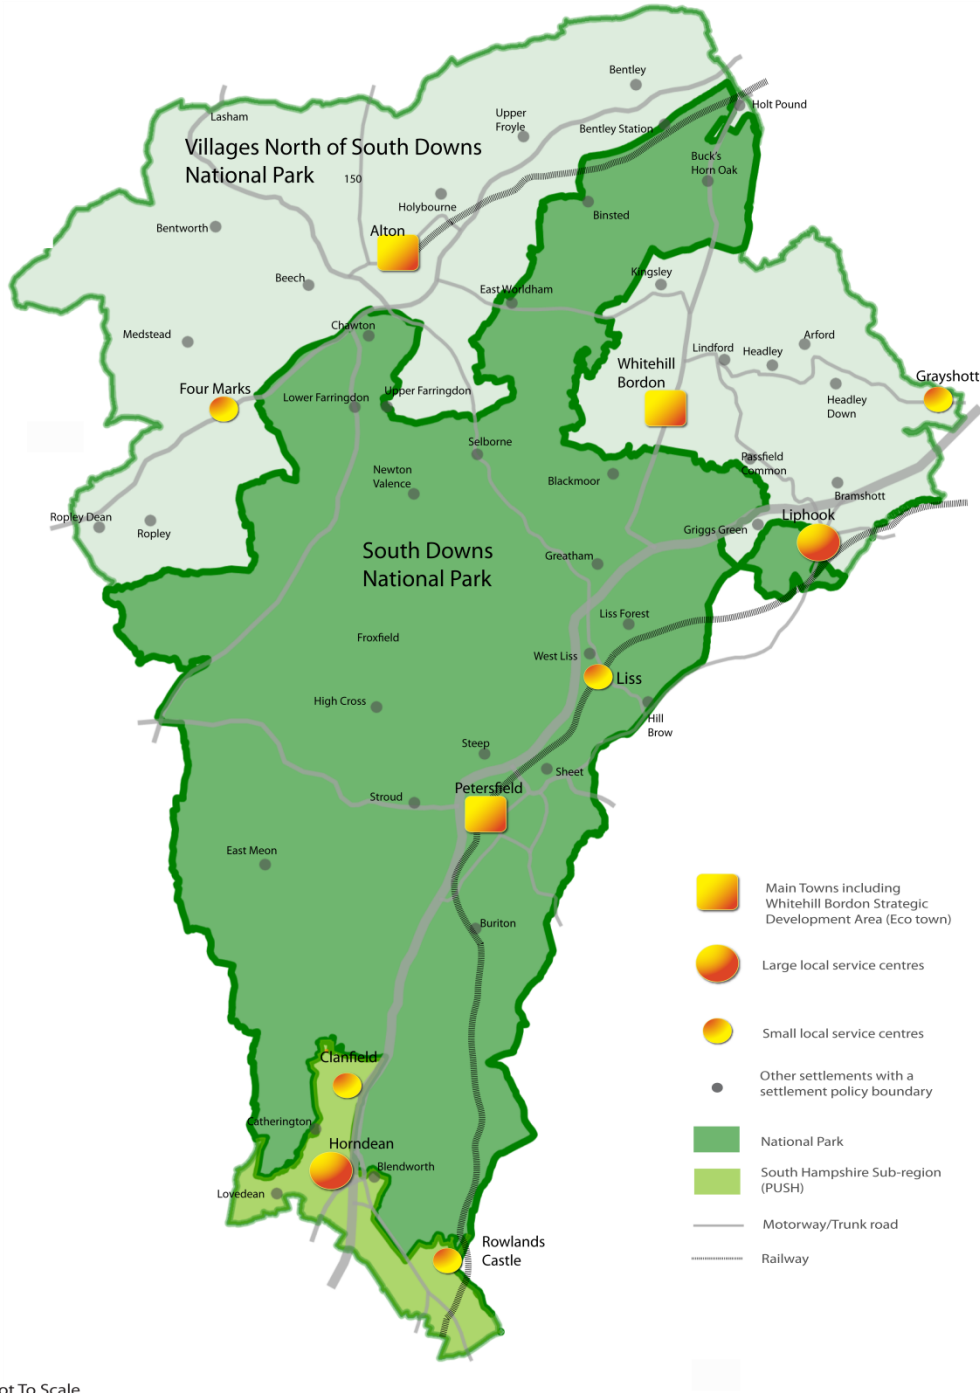 Bentley
Holt Pound
Lasham
Upper
Froyle
Bentley Station
Villages North of South Downs
National Park
150
Buck's
Horn Oak
Holybourne
Binsted
Bentworth
Alton
Beech
Kingsley
East Worldham
Chawton
Medstead
Arford
Lindford
Headley
Whitehill
Bordon
Grayshott
Four Marks
Upper Farringdon
Lower Farringdon
Headley
Down
Selborne
Passfield
Common
Newton
Valence
Blackmoor
Bramshott
Ropley Dean
Liphook
Ropley
Griggs Green
South Downs
National Park
Greatham
Liss Forest
Froxfield
West Liss
Liss
High Cross
Hill
Brow
Steep
Sheet
Petersfield
Stroud
East Meon
Main Towns including
Whitehill Bordon Strategic
Development Area (Eco town)
Buriton
Large local service centres
Small local service centres
Clanfield
Other settlements with a
settlement policy boundary
Catherington
Horndean
National Park
Blendworth
South Hampshire Sub-region
(PUSH)
Lovedean
Motorway/Trunk road
Rowlands
Castle
Railway
ot To Scale